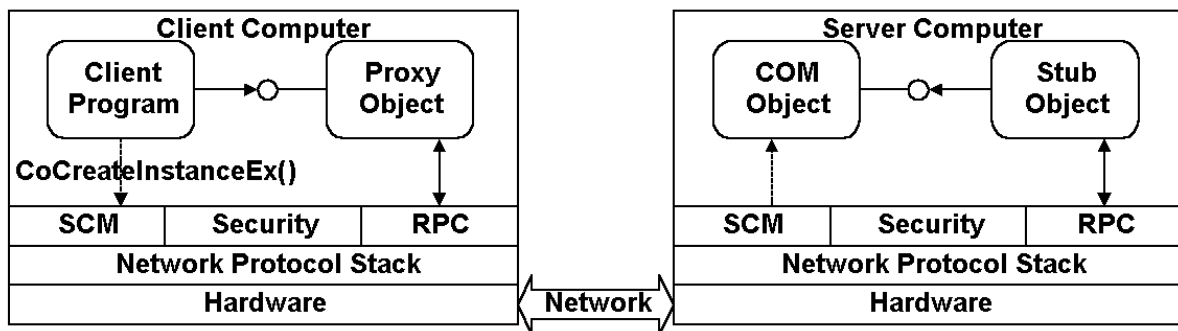 Client Computer
Client
Program
Proxy
Object
CoCreateInstanceEx()
SCM
Security
RPC
Network Protocol Stack
Hardware
Network
Server Computer
COM
Object
Stub
Object
SCM
Security
RPC
Network Protocol Stack
Hardware